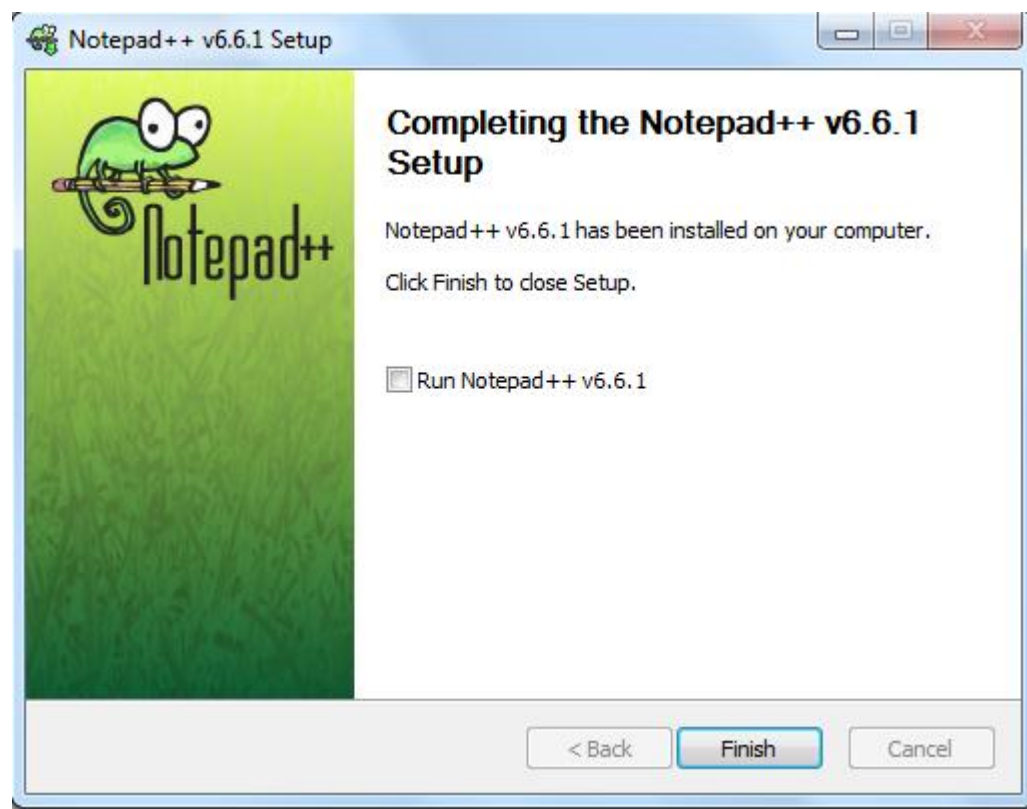 Notepad++ v6.6.1 Setup
Notepad++
Completing the Notepad++ v6.6.1
Setup
Notepad++ v6.6.1 has been installed on your computer.
Click Finish to close Setup.
Run Notepad++ v6.6.1
< Back Finish Cancel